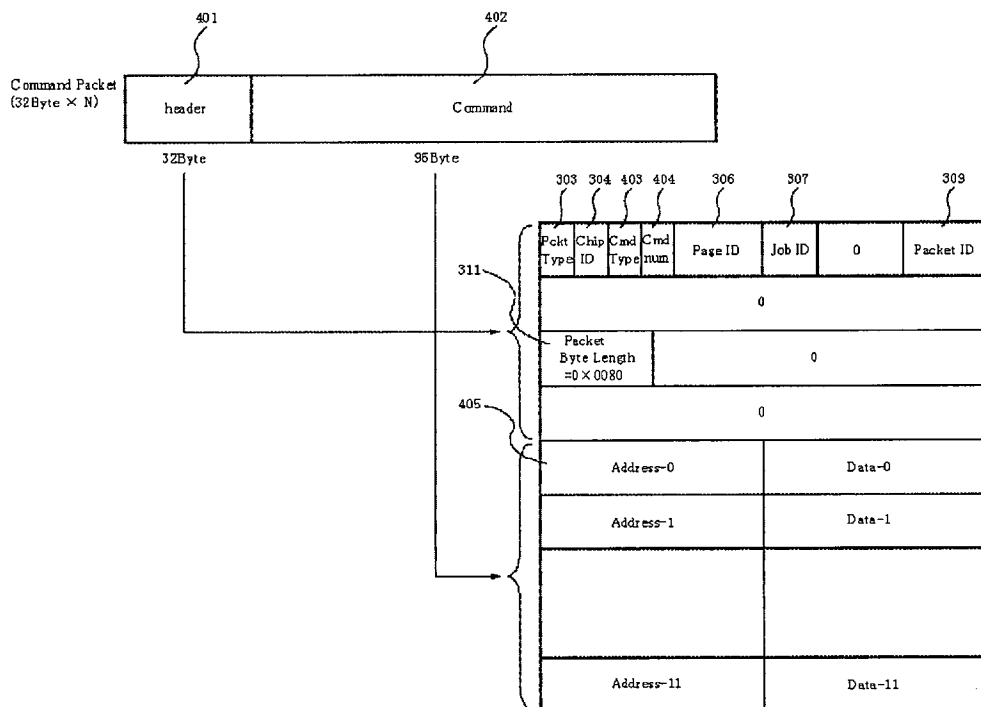 401
402
Command Packet
(32Byte × N)
header
Command
32Byte
96Byte
303
304
403
404
306
307
309
Pckt
Type
Chip
ID
Cmd
Type
Cmd
num
Page ID
Job ID
0
Packet ID
311
0
Packet
Byte Length
=0×0080
0
405
0
Address-0
Data-0
Address-1
Data-1
Address-11
Data-11